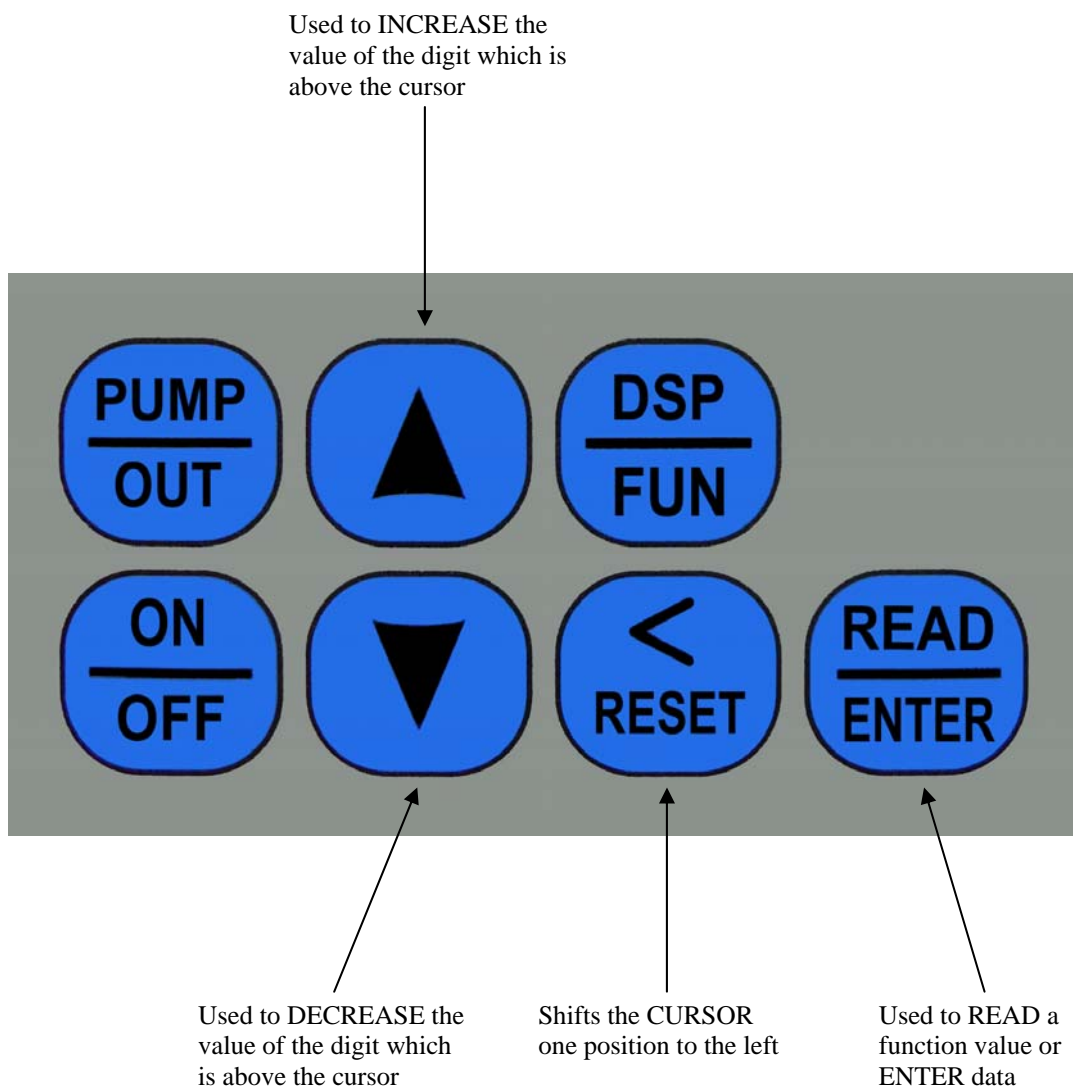 Used to INCREASE the
value of the digit which is
above the cursor
PUMP
OUT
DSP
FUN
ON
OFF
<
RESET
READ
ENTER
Used to DECREASE the
value of the digit which
is above the cursor
Shifts the CURSOR
one position to the left
Used to READ a
function value or
ENTER data